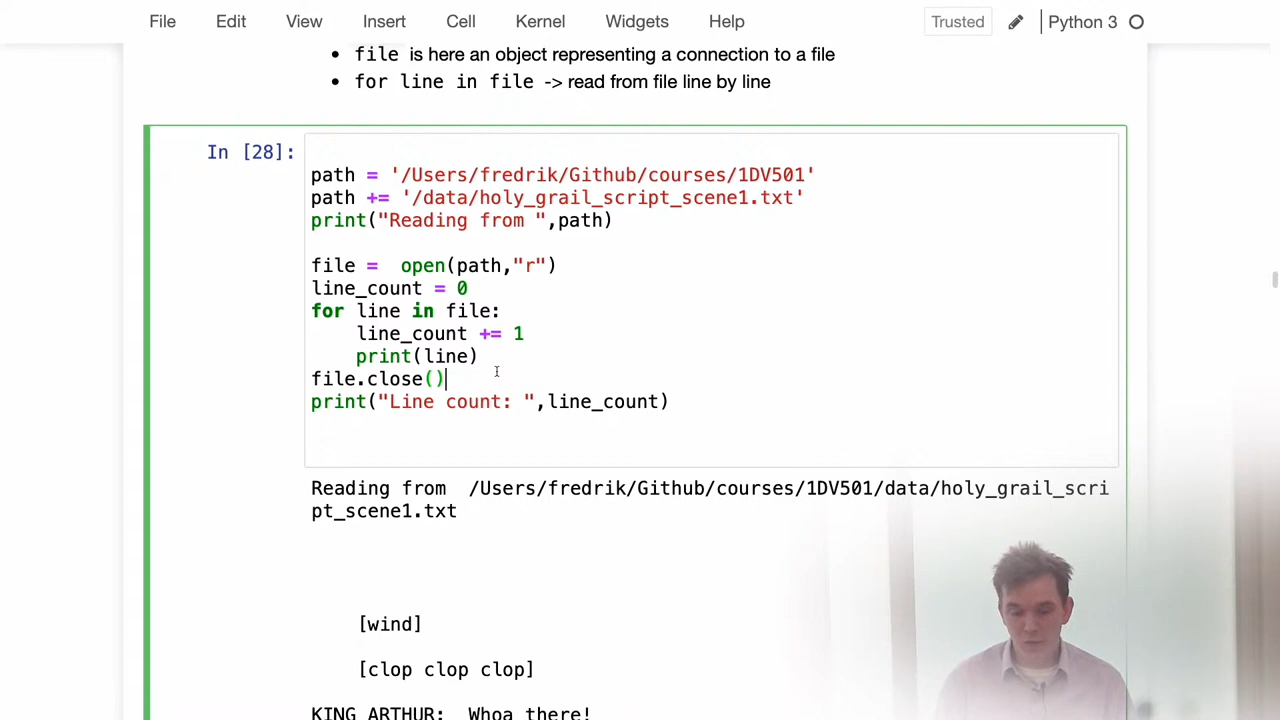 File Edit View Insert Cell Kernel Widgets Help Trusted Python 3
file is here an object representing a connection to a file
for line in file -> read from file line by line
In [28]:
path = '/Users/fredrik/Github/courses/1DV501'
path += '/data/holy_grail_script_scene1.txt'
print("Reading from ",path)
file =  open(path,"r")
line_count = 0
for line in file:
    line_count += 1
    print(line)
file.close()
print("Line count: ",line_count)
Reading from  /Users/fredrik/Github/courses/1DV501/data/holy_grail_scri
pt_scene1.txt
[wind]
[clop clop clop]
KING ARTHUR:  Whoa there!